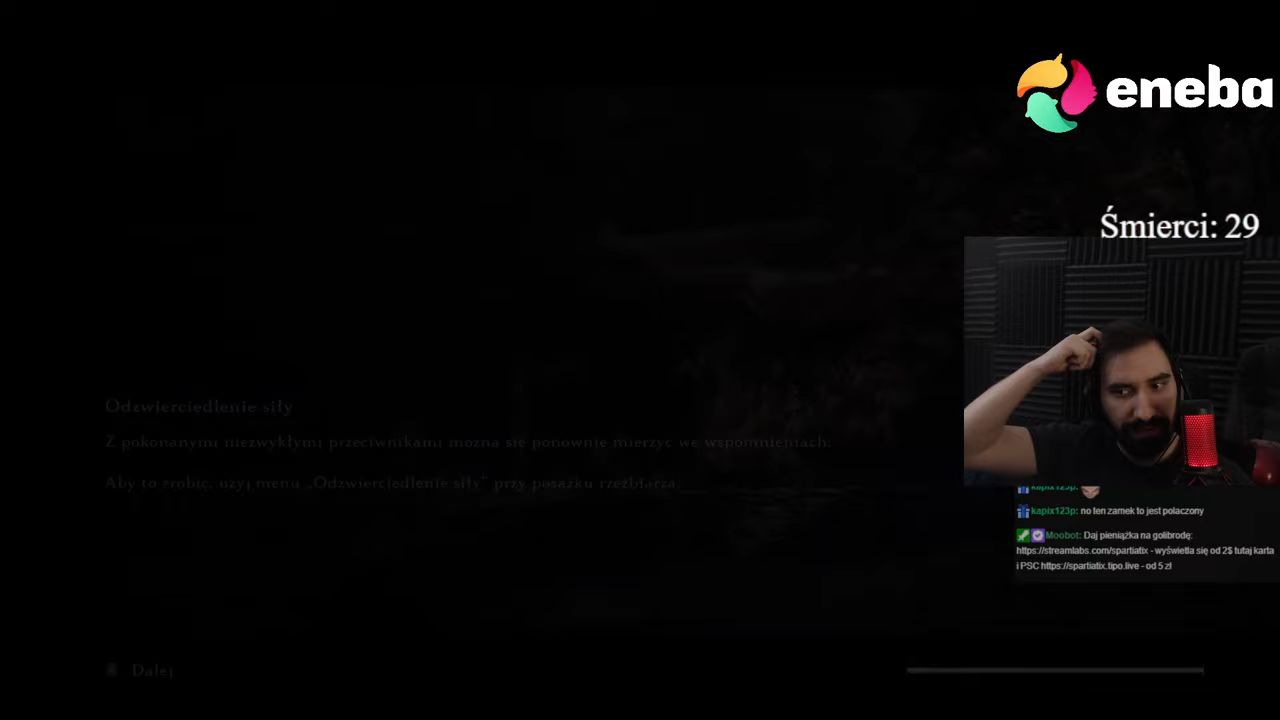 eneba
Śmierci: 29
Odzwierciedlenie siły
Z pokonanymi niezwykłymi przeciwnikami można się ponownie mierzyć we wspomnieniach.
Aby to zrobić, użyj menu „Odzwierciedlenie siły” przy posążku rzeźbiarza.
kapix123p:
kapix123p: no ten zamek to jest polaczony
Moobot: Daj pieniążka na golibrodę:
https://streamlabs.com/spartiatix - wyświetla się od 2$ tutaj karta
i PSC https://spartiatix.tipo.live - od 5 zł
Dalej